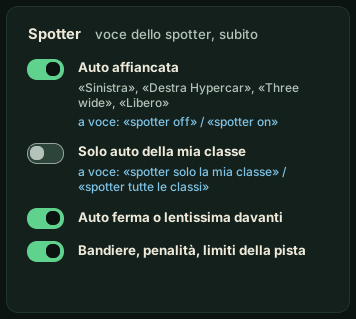 Spotter voce dello spotter, subito
Auto affiancata
«Sinistra», «Destra Hypercar», «Three
wide», «Libero»
a voce: «spotter off» / «spotter on»
Solo auto della mia classe
a voce: «spotter solo la mia classe» /
«spotter tutte le classi»
Auto ferma o lentissima davanti
Bandiere, penalità, limiti della pista